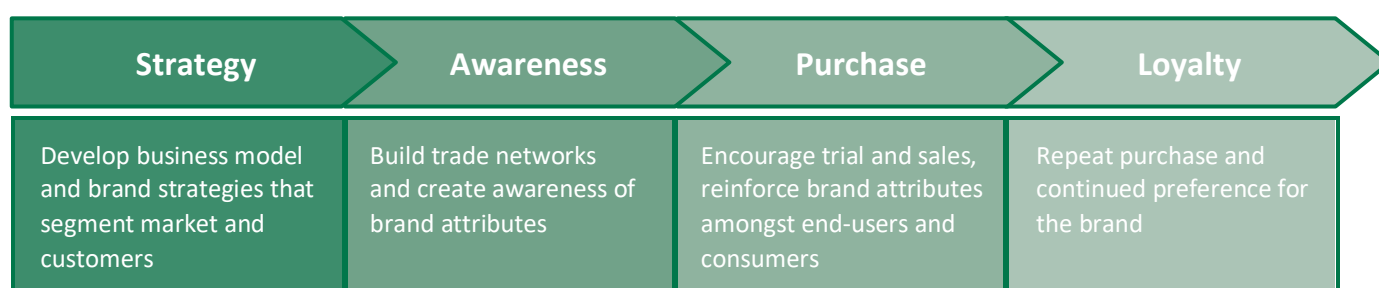 Strategy
Awareness
Purchase
Loyalty
Develop business model
and brand strategies that
segment market and
customers
Build trade networks
and create awareness of
brand attributes
Encourage trial and sales,
reinforce brand attributes
amongst end-users and
consumers
Repeat purchase and
continued preference for
the brand